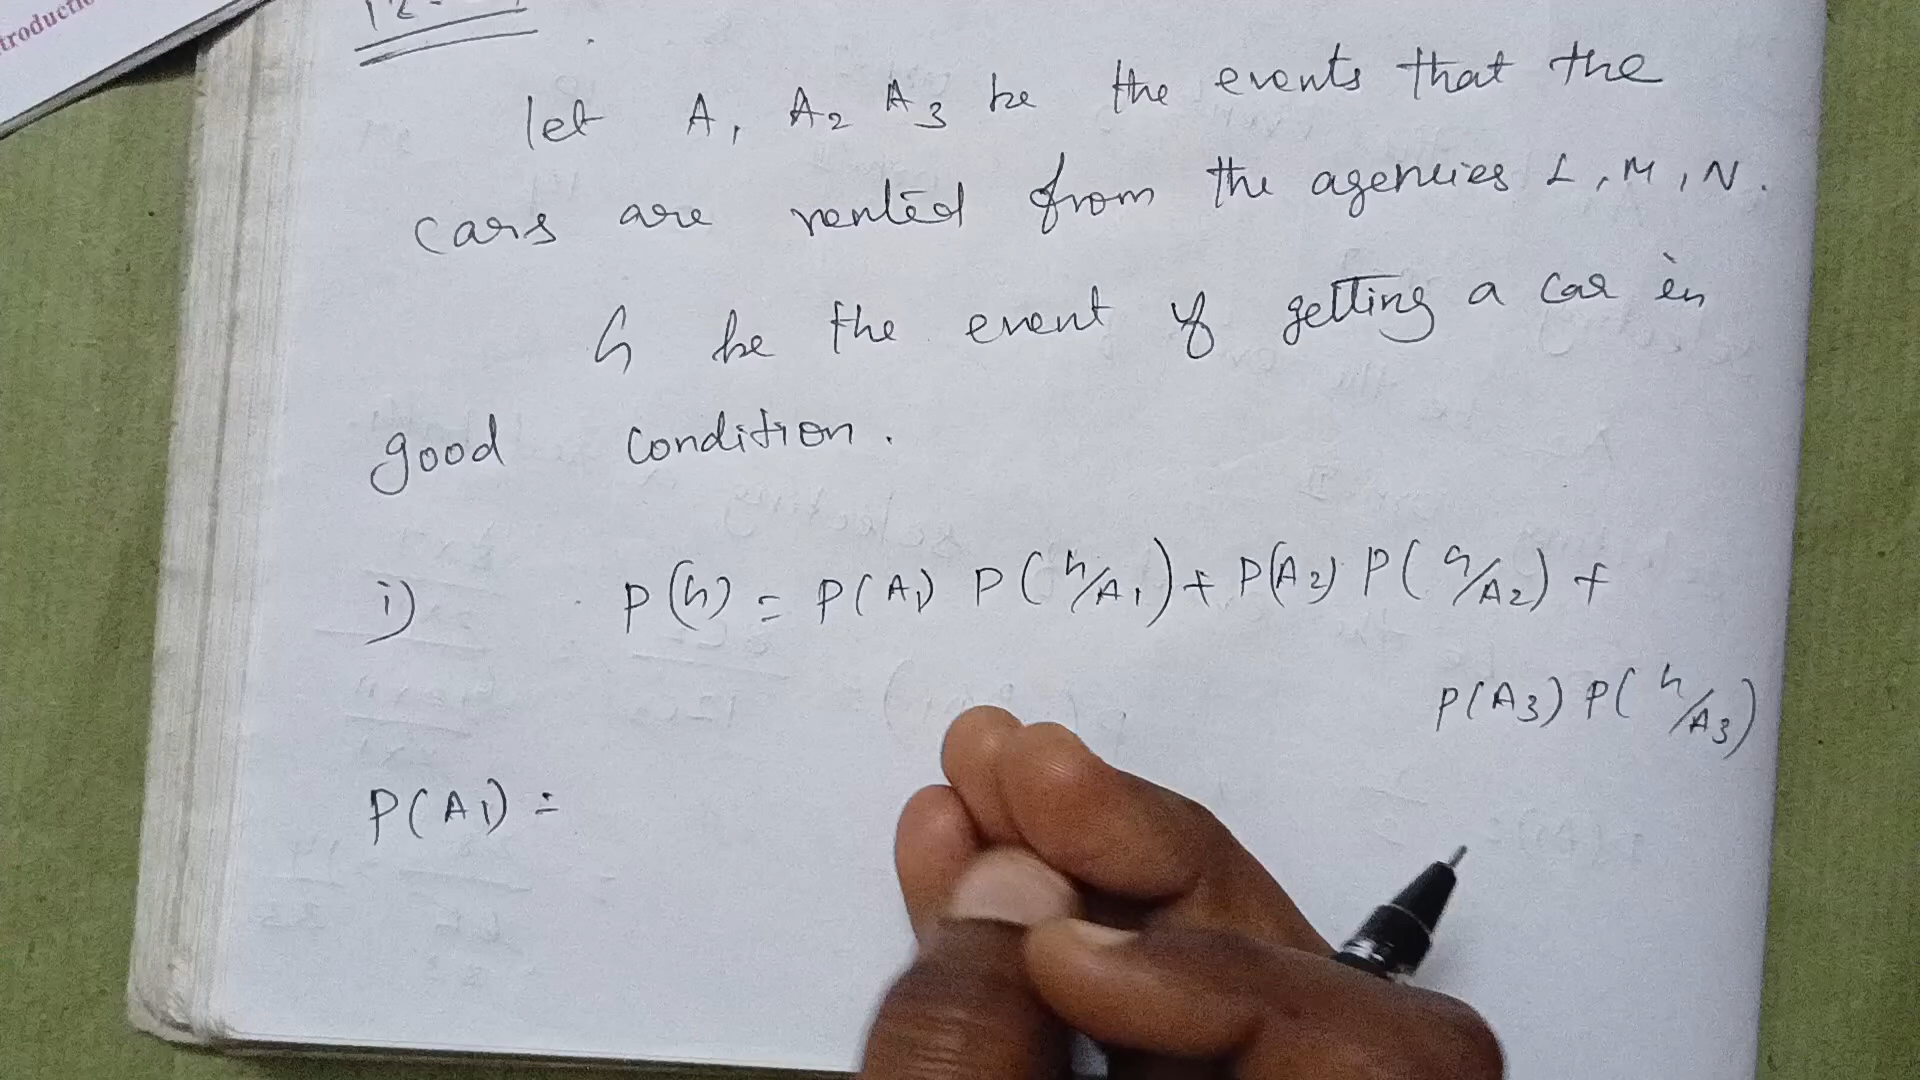 let A1 A2 A3 be the events that the
cars are rented from the agencies L, M, N.
G be the event of getting a car in
good condition.
i) P(G) = P(A1) P(G/A1) + P(A2) P(G/A2) +
P(A3) P(G/A3)
P(A1) =